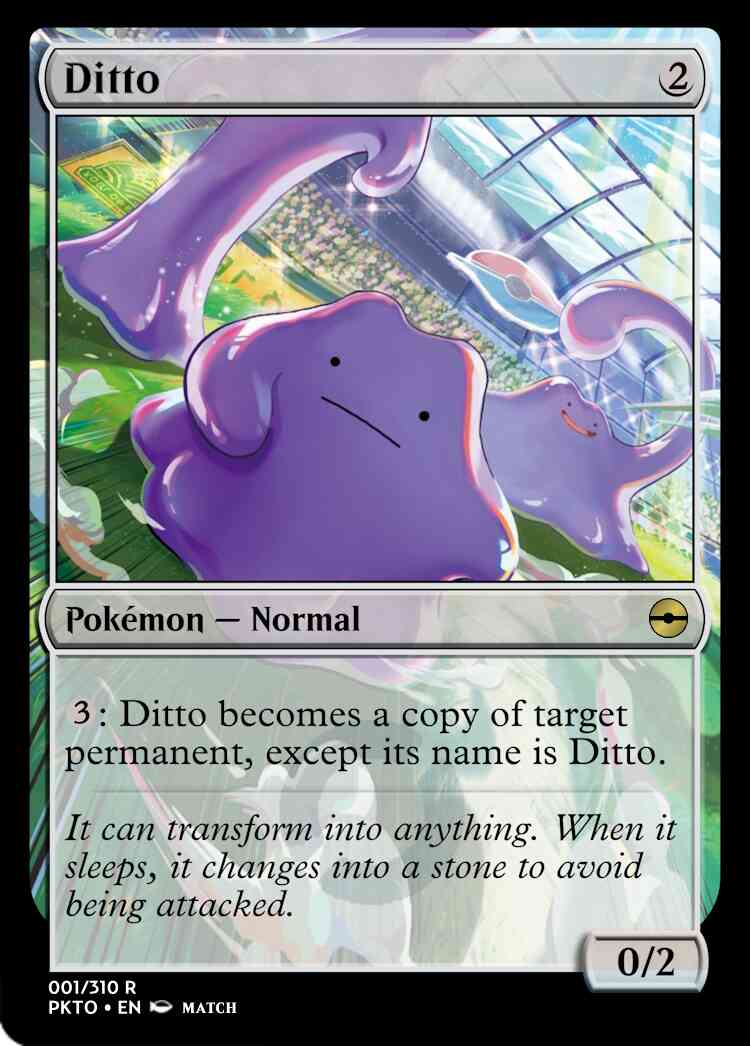 Ditto 2
Pokémon — Normal
3: Ditto becomes a copy of target
permanent, except its name is Ditto.
It can transform into anything. When it
sleeps, it changes into a stone to avoid
being attacked.
0/2
001/310 R
PKTO • EN MATCH